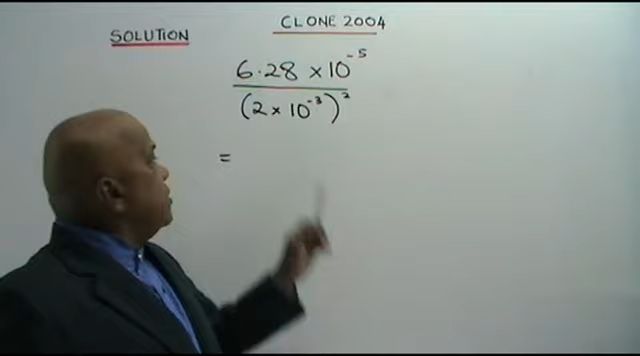 SOLUTION
CLONE 2004
6.28 × 10⁻⁵
(2 × 10⁻³)²
=